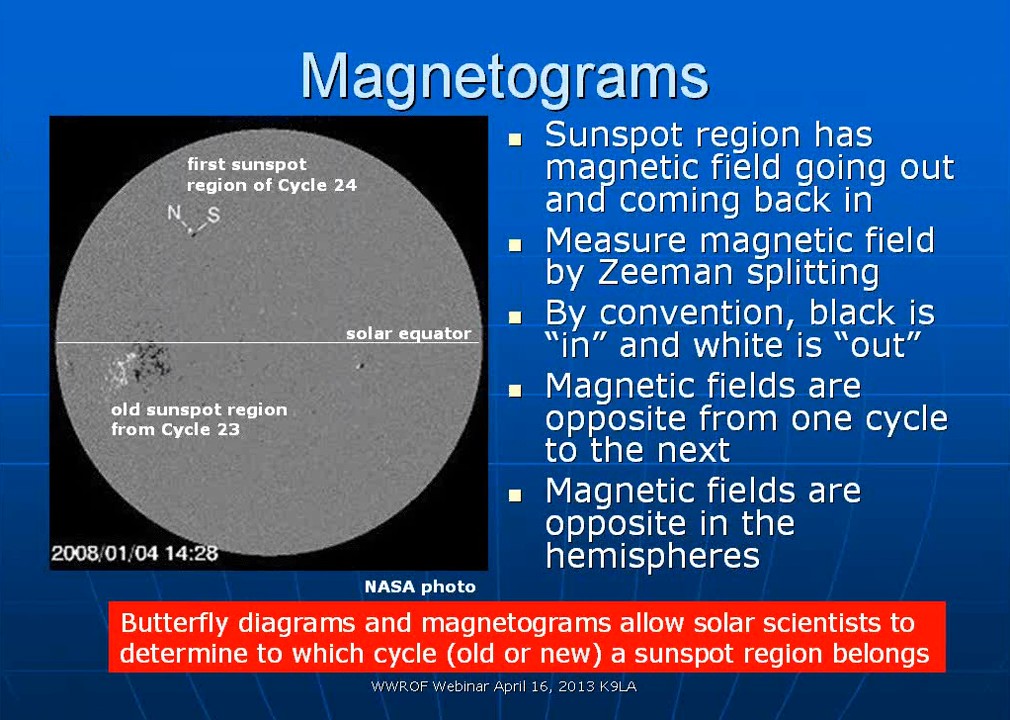 Magnetograms
first sunspot
region of Cycle 24
N S
solar equator
old sunspot region
from Cycle 23
2008/01/04 14:28
NASA photo
Sunspot region has
magnetic field going out
and coming back in
Measure magnetic field
by Zeeman splitting
By convention, black is
“in” and white is “out”
Magnetic fields are
opposite from one cycle
to the next
Magnetic fields are
opposite in the
hemispheres
Butterfly diagrams and magnetograms allow solar scientists to
determine to which cycle (old or new) a sunspot region belongs
WWROF Webinar April 16, 2013 K9LA